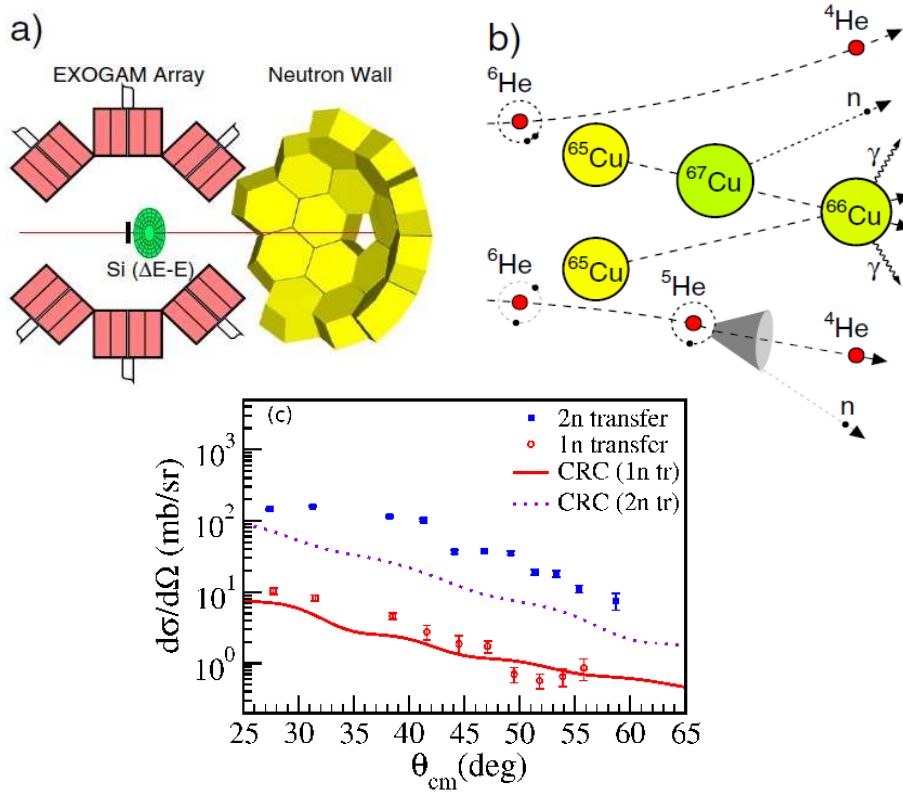 a)
EXOGAM Array
Neutron Wall
Si (ΔE-E)
b)
⁴He
⁶He
n
⁶⁵Cu
⁶⁷Cu
γ
⁶⁶Cu
⁶He
⁶⁵Cu
⁵He
γ
⁴He
n
(c)
2n transfer
1n transfer
CRC (1n tr)
CRC (2n tr)
dσ/dΩ (mb/sr)
10³
10²
10¹
10⁰
25 30 35 40 45 50 55 60 65
θcm(deg)